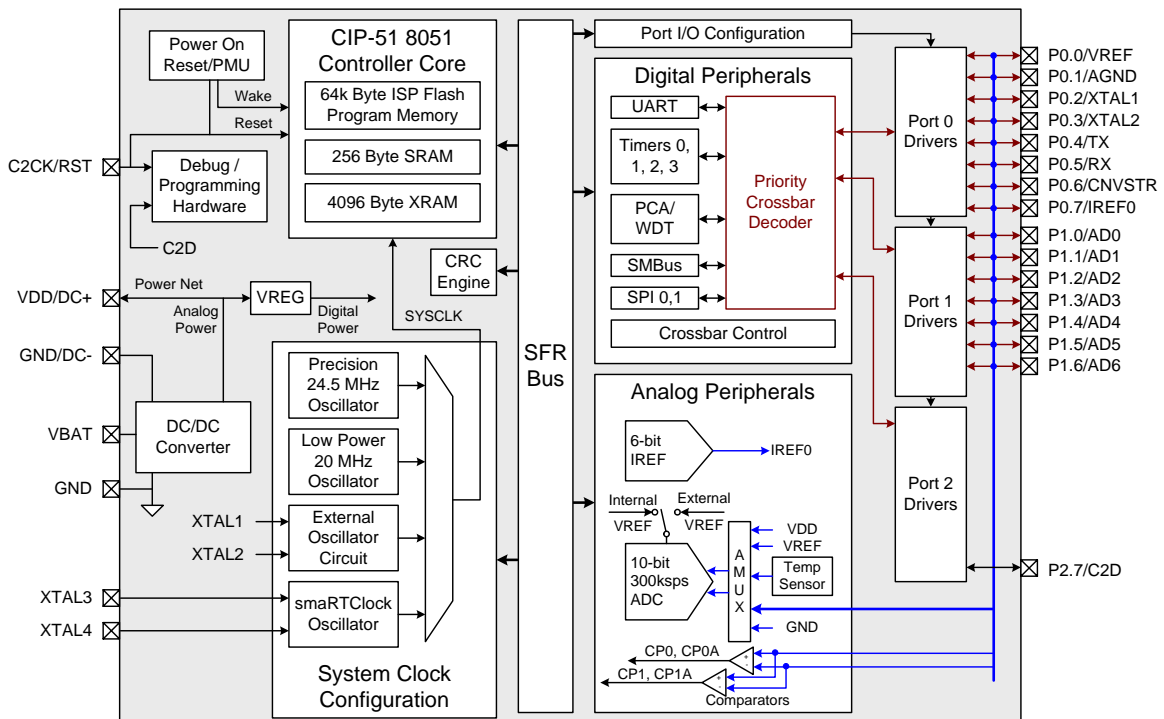 Power On
Reset/PMU
Wake
Reset
C2CK/RST
Debug /
Programming
Hardware
C2D
CIP-51 8051
Controller Core
64k Byte ISP Flash
Program Memory
256 Byte SRAM
4096 Byte XRAM
CRC
Engine
VDD/DC+
Power Net
Analog
Power
VREG
Digital
Power
SYSCLK
GND/DC-
VBAT
DC/DC
Converter
GND
Precision
24.5 MHz
Oscillator
Low Power
20 MHz
Oscillator
XTAL1
XTAL2
External
Oscillator
Circuit
XTAL3
XTAL4
smaRTClock
Oscillator
System Clock
Configuration
SFR
Bus
Port I/O Configuration
Digital Peripherals
UART
Timers 0,
1, 2, 3
PCA/
WDT
SMBus
SPI 0,1
Priority
Crossbar
Decoder
Crossbar Control
Analog Peripherals
6-bit
IREF
IREF0
Internal
VREF
External
VREF
10-bit
300ksps
ADC
A
M
U
X
VDD
VREF
Temp
Sensor
GND
CP0, CP0A
+
-
CP1, CP1A
+
-
Comparators
Port 0
Drivers
Port 1
Drivers
Port 2
Drivers
P0.0/VREF
P0.1/AGND
P0.2/XTAL1
P0.3/XTAL2
P0.4/TX
P0.5/RX
P0.6/CNVSTR
P0.7/IREF0
P1.0/AD0
P1.1/AD1
P1.2/AD2
P1.3/AD3
P1.4/AD4
P1.5/AD5
P1.6/AD6
P2.7/C2D